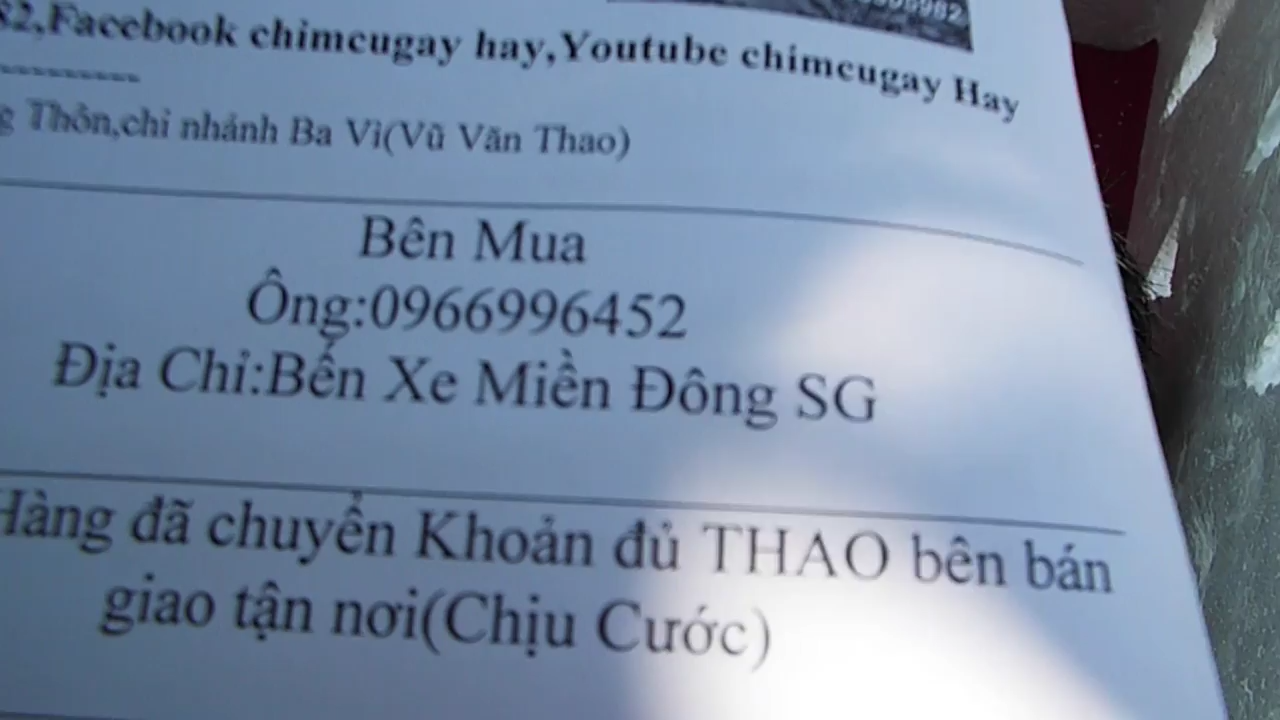 82,Facebook chimcugay hay,Youtube chimcugay Hay
----------
g Thôn,chi nhánh Ba Vì(Vũ Văn Thao)
Bên Mua
Ông:0966996452
Địa Chỉ:Bến Xe Miền Đông SG
Hàng đã chuyển Khoản đủ THAO bên bán
giao tận nơi(Chịu Cước)